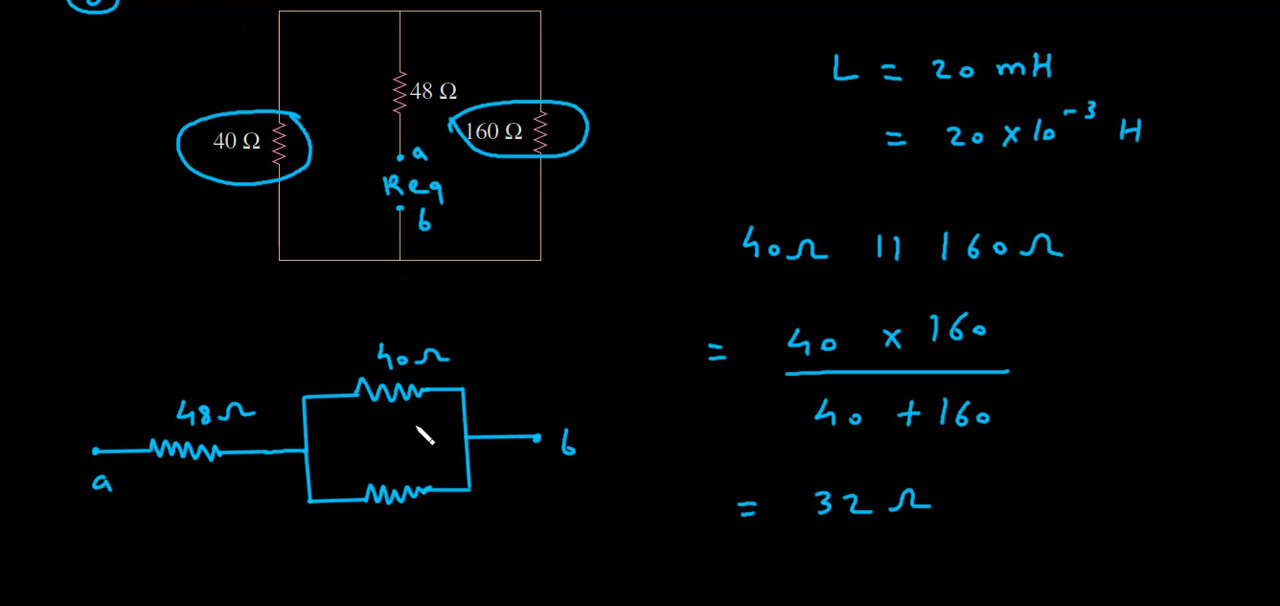 48 Ω
40 Ω
160 Ω
a
Req
b
L = 20 mH
= 20 × 10⁻³ H
40Ω || 160Ω
= 40 × 160
40 + 160
= 32 Ω
40Ω
48Ω
a
b